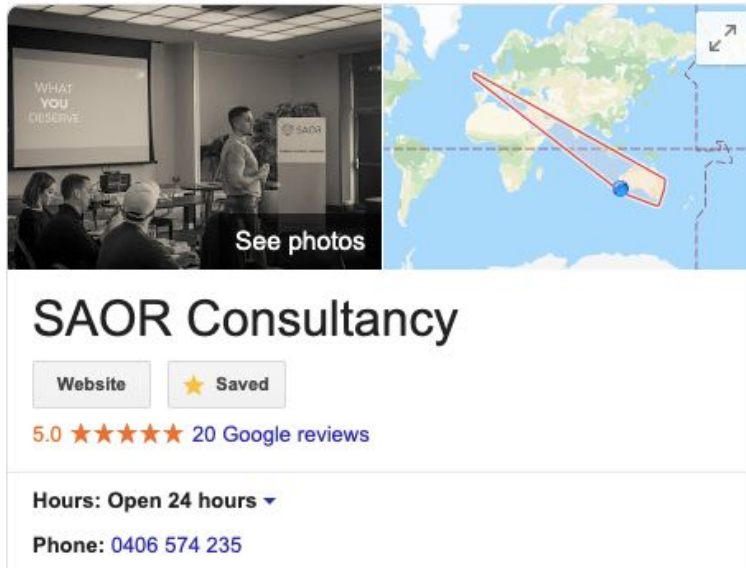 WHAT
YOU
DESERVE
SAOR
See photos
SAOR Consultancy
Website
Saved
5.0 20 Google reviews
Hours: Open 24 hours
Phone: 0406 574 235